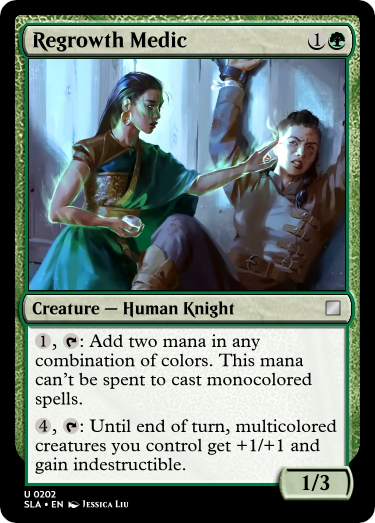 Regrowth Medic 1
Creature — Human Knight
1, : Add two mana in any
combination of colors. This mana
can't be spent to cast monocolored
spells.
4, : Until end of turn, multicolored
creatures you control get +1/+1 and
gain indestructible.
1/3
U 0202
SLA • EN Jessica Liu